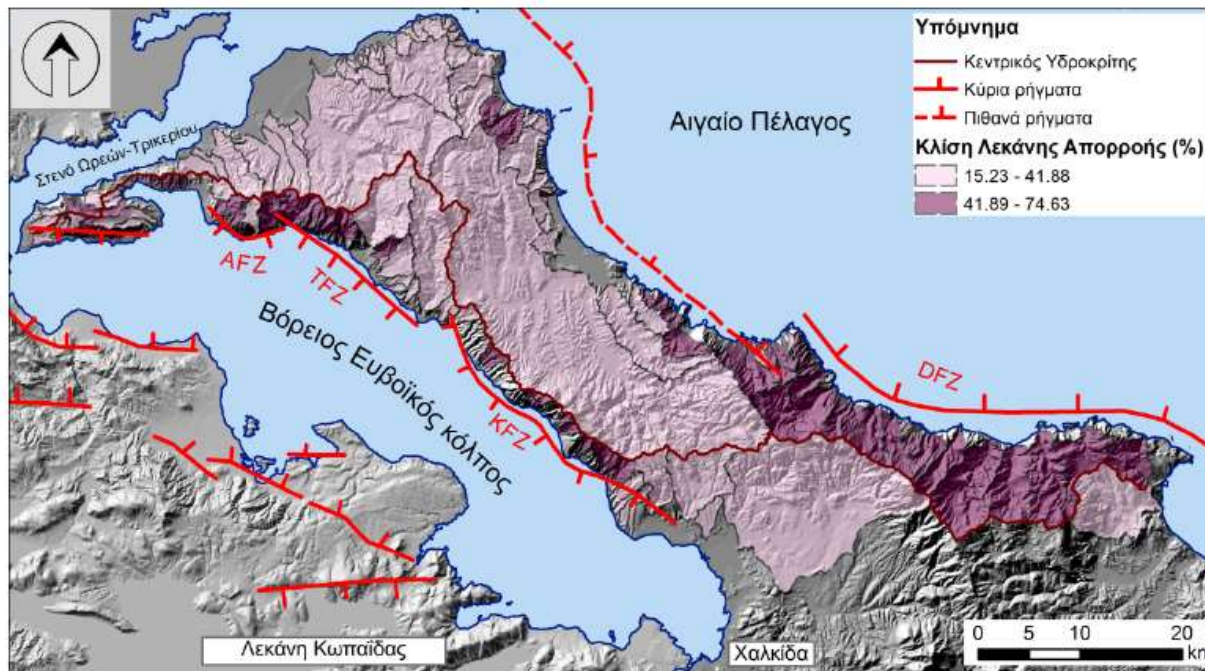 Υπόμνημα
Κεντρικός Υδροκρίτης
Κύρια ρήγματα
Πιθανά ρήγματα
Κλίση Λεκάνης Απορροής (%)
15.23 - 41.88
41.89 - 74.63
Αιγαίο Πέλαγος
Στενό Ωρεών-Τρικερίου
AFZ
TFZ
Βόρειος Ευβοϊκός κόλπος
KFZ
DFZ
Λεκάνη Κωπαΐδας
Χαλκίδα
0 5 10 20
km